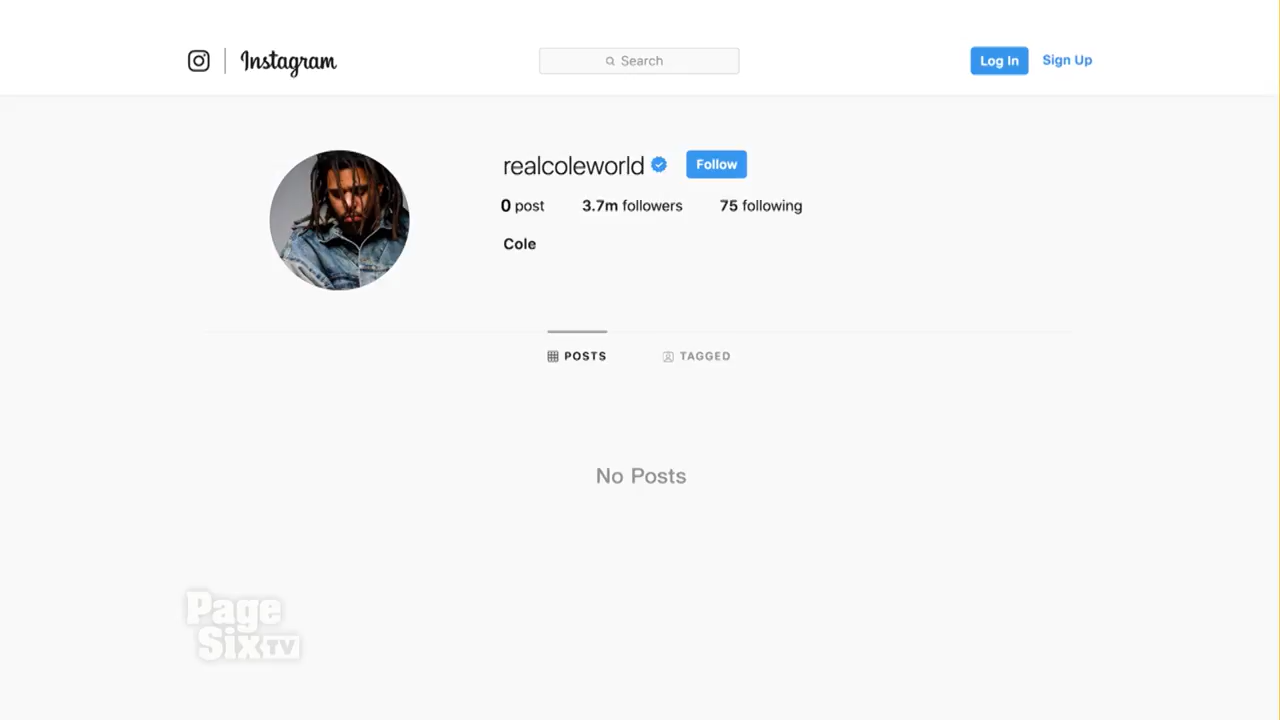 Instagram
Search
Log In
Sign Up
realcoleworld
Follow
0 post
3.7m followers
75 following
Cole
POSTS
TAGGED
No Posts
Page
Six TV